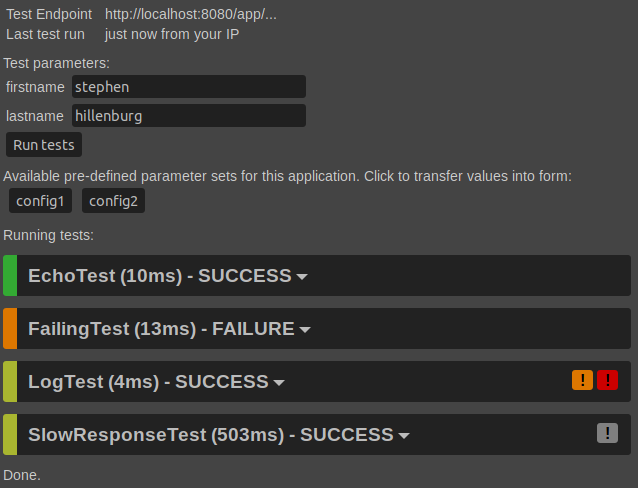 Test Endpoint http://localhost:8080/app/...
Last test run just now from your IP
Test parameters:
firstname stephen
lastname hillenburg
Run tests
Available pre-defined parameter sets for this application. Click to transfer values into form:
config1 config2
Running tests:
EchoTest (10ms) - SUCCESS
FailingTest (13ms) - FAILURE
LogTest (4ms) - SUCCESS ! !
SlowResponseTest (503ms) - SUCCESS !
Done.